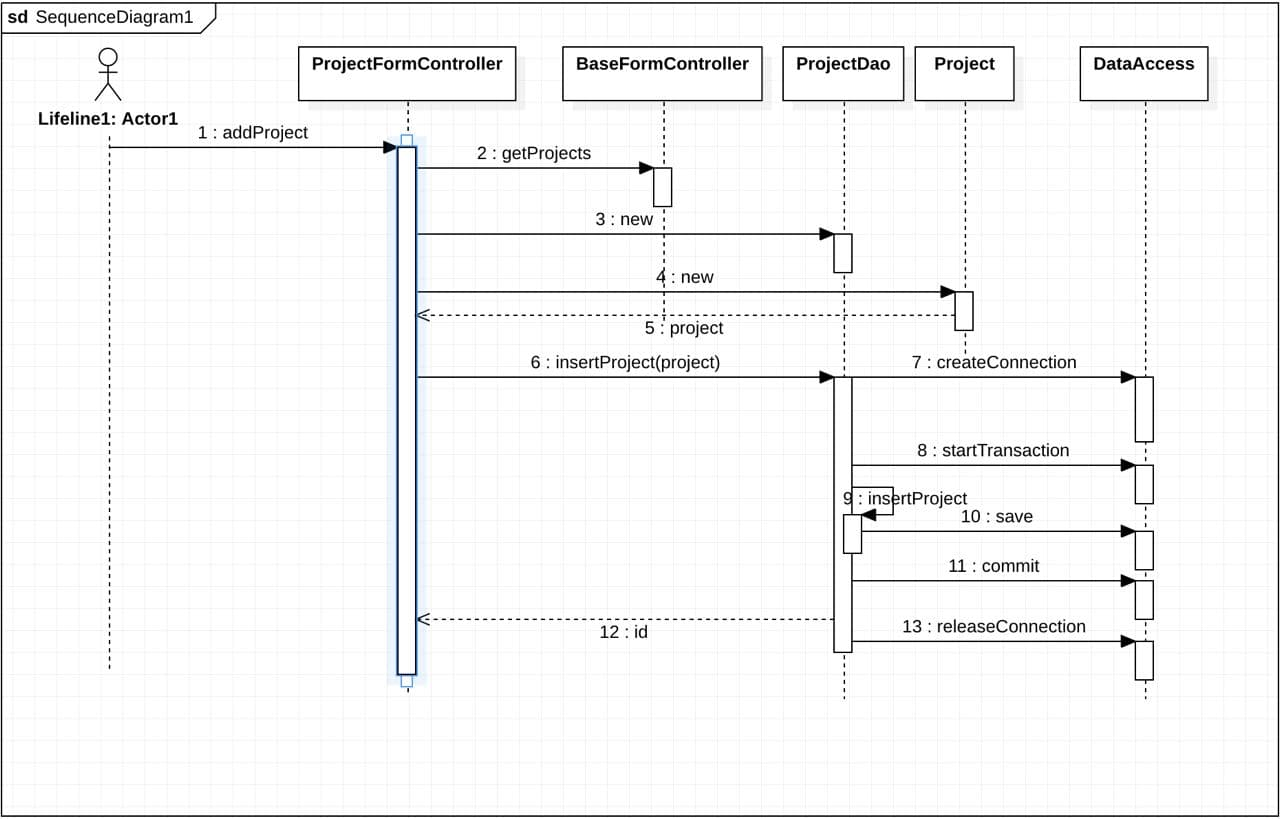 sd SequenceDiagram1
ProjectFormController
BaseFormController
ProjectDao
Project
DataAccess
Lifeline1: Actor1
1 : addProject
2 : getProjects
3 : new
4 : new
5 : project
6 : insertProject(project)
7 : createConnection
8 : startTransaction
9 : insertProject
10 : save
11 : commit
12 : id
13 : releaseConnection